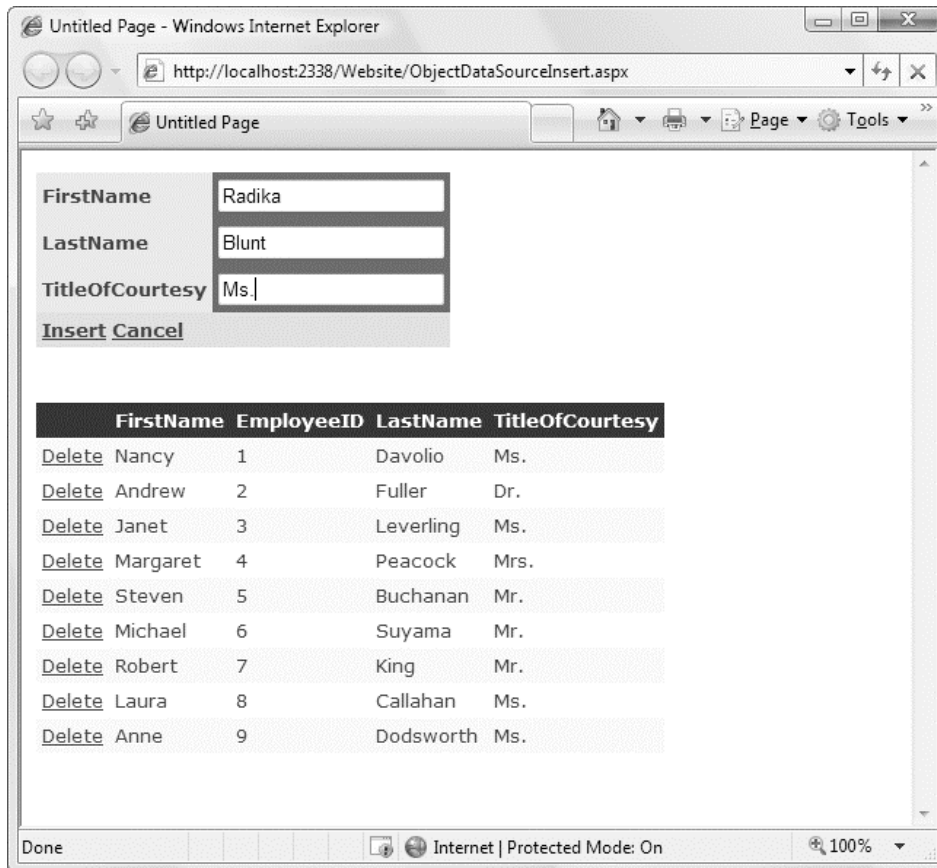 Untitled Page - Windows Internet Explorer
http://localhost:2338/Website/ObjectDataSourceInsert.aspx
Untitled Page Page Tools »
FirstName Radika
LastName Blunt
TitleOfCourtesy Ms.
Insert Cancel
FirstName EmployeeID LastName TitleOfCourtesy
Delete Nancy 1 Davolio Ms.
Delete Andrew 2 Fuller Dr.
Delete Janet 3 Leverling Ms.
Delete Margaret 4 Peacock Mrs.
Delete Steven 5 Buchanan Mr.
Delete Michael 6 Suyama Mr.
Delete Robert 7 King Mr.
Delete Laura 8 Callahan Ms.
Delete Anne 9 Dodsworth Ms.
Done Internet | Protected Mode: On 100%